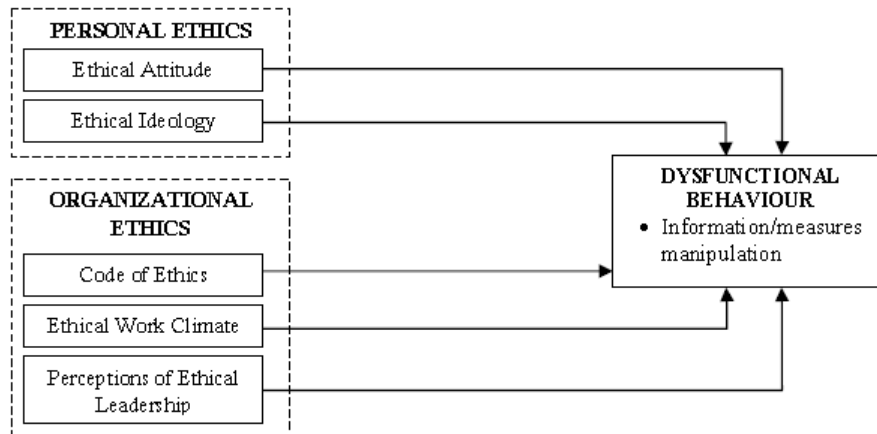 PERSONAL ETHICS
Ethical Attitude
Ethical Ideology
ORGANIZATIONAL
ETHICS
Code of Ethics
Ethical Work Climate
Perceptions of Ethical
Leadership
DYSFUNCTIONAL
BEHAVIOUR
• Information/measures
manipulation